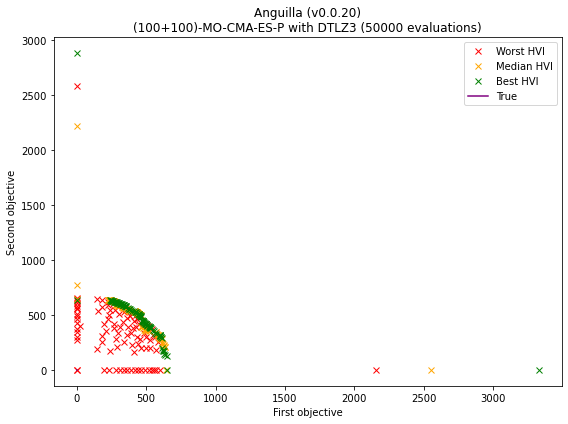 Anguilla (v0.0.20)
(100+100)-MO-CMA-ES-P with DTLZ3 (50000 evaluations)
Worst HVI
Median HVI
Best HVI
True
Second objective
3000
2500
2000
1500
1000
500
0
0 500 1000 1500 2000 2500 3000
First objective